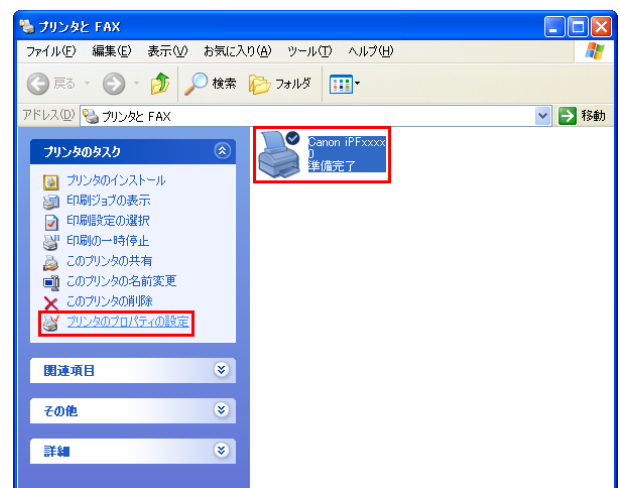 プリンタと FAX
ファイル(F) 編集(E) 表示(V) お気に入り(A) ツール(T) ヘルプ(H)
戻る 検索 フォルダ
アドレス(D) プリンタと FAX 移動
プリンタのタスク
プリンタのインストール
印刷ジョブの表示
印刷設定の選択
印刷の一時停止
このプリンタの共有
このプリンタの名前変更
このプリンタの削除
プリンタのプロパティの設定
関連項目
その他
詳細
Canon iPFxxxx
0
準備完了